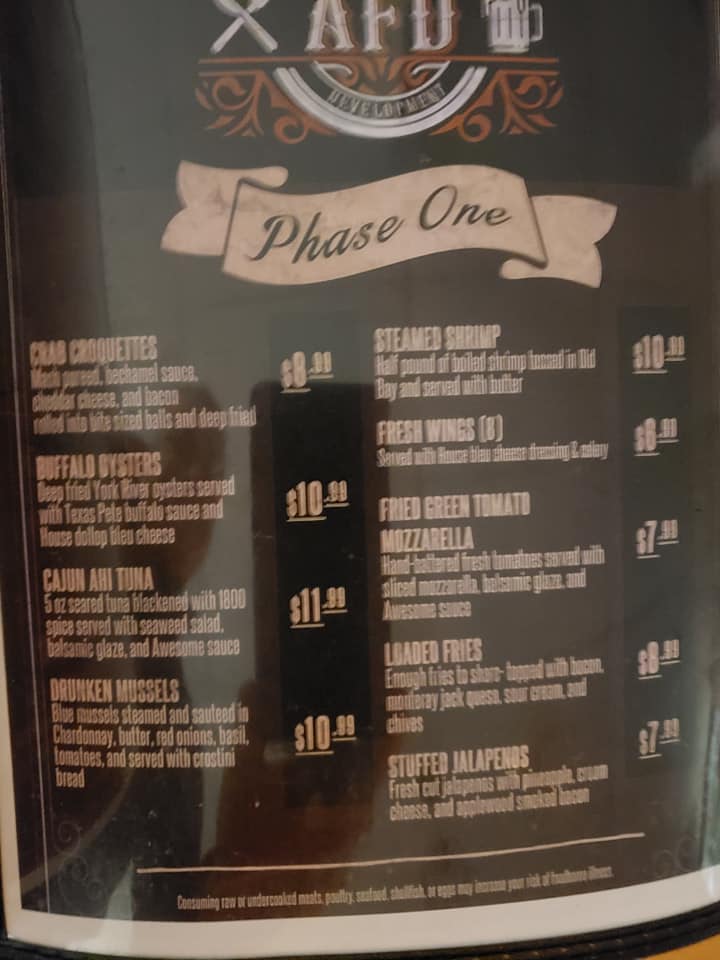 AFD
DEVELOPMENT
Phase One
CRAB CROQUETTES
pureed, bechamel sauce,
cheddar cheese, and bacon
rolled into bite sized balls and deep fried
$8.99
BUFFALO OYSTERS
Deep fried York River oysters served
with Texas Pete buffalo sauce and
House dollop bleu cheese
$10.99
CAJUN AHI TUNA
5 oz seared tuna blackened with 1800
spice served with seaweed salad,
balsamic glaze, and Awesome sauce
$11.99
DRUNKEN MUSSELS
Blue mussels steamed and sauteed in
Chardonnay, butter, red onions, basil,
tomatoes, and served with crostini
bread
$10.99
STEAMED SHRIMP
Half pound of boiled shrimp tossed in Old
Bay and served with butter
$10.99
FRESH WINGS (8)
Served with House bleu cheese dressing & celery
$6.99
FRIED GREEN TOMATO
MOZZARELLA
Hand-battered fresh tomatoes served with
sliced mozzarella, balsamic glaze, and
Awesome sauce
$7.99
LOADED FRIES
Enough fries to share- topped with bacon,
monteray jack queso, sour cream, and
chives
$8.99
STUFFED JALAPENOS
Fresh cut jalapenos with pineapple, cream
cheese, and applewood smoked bacon
$7.99
Consuming raw or undercooked meats, poultry, seafood, shellfish, or eggs may increase your risk of foodborne illness.